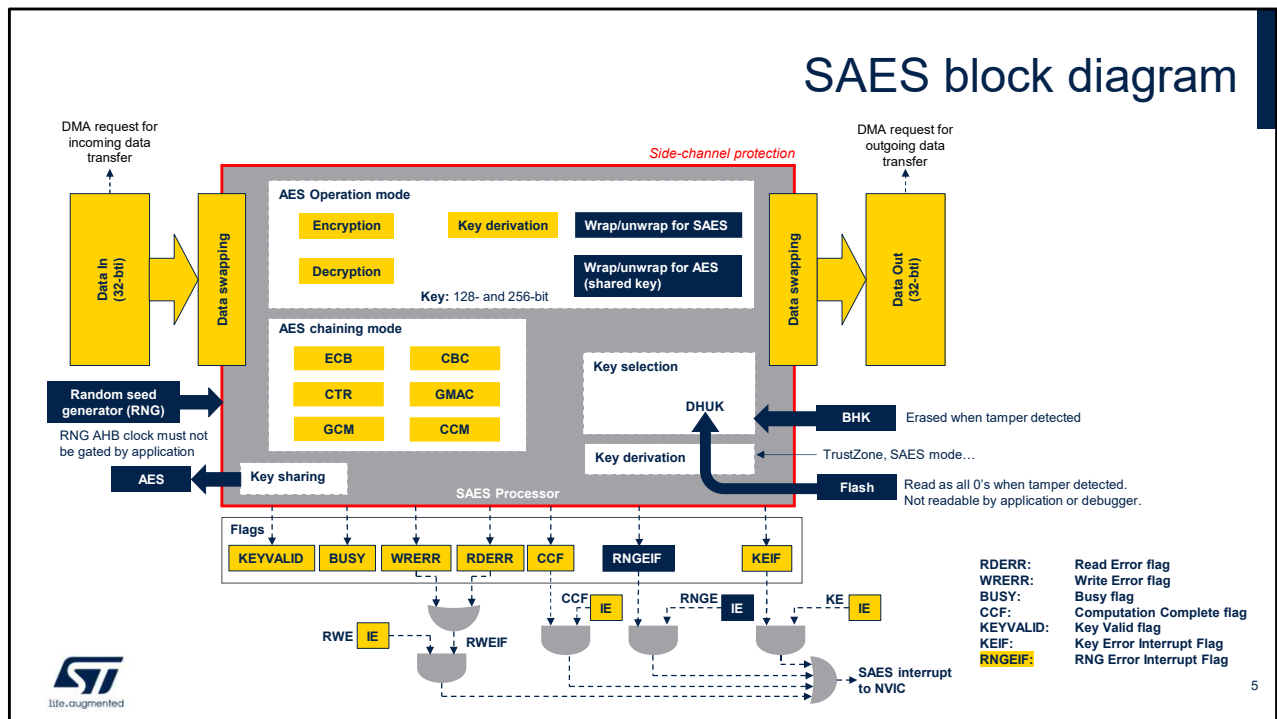 SAES block diagram
DMA request for
incoming data
transfer
DMA request for
outgoing data
transfer
Side-channel protection
Data In
(32-bti)
Data swapping
AES Operation mode
Encryption
Key derivation
Wrap/unwrap for SAES
Decryption
Wrap/unwrap for AES
(shared key)
Key: 128- and 256-bit
AES chaining mode
ECB
CBC
CTR
GMAC
GCM
CCM
Key selection
DHUK
Key derivation
Data swapping
Data Out
(32-bti)
Random seed
generator (RNG)
RNG AHB clock must not
be gated by application
AES
Key sharing
SAES Processor
BHK
Erased when tamper detected
TrustZone, SAES mode…
Flash
Read as all 0's when tamper detected.
Not readable by application or debugger.
Flags
KEYVALID
BUSY
WRERR
RDERR
CCF
RNGEIF
KEIF
CCF
IE
RNGE
IE
KE
IE
RWE
IE
RWEIF
SAES interrupt
to NVIC
RDERR: Read Error flag
WRERR: Write Error flag
BUSY: Busy flag
CCF: Computation Complete flag
KEYVALID: Key Valid flag
KEIF: Key Error Interrupt Flag
RNGEIF: RNG Error Interrupt Flag
ST
life.augmented
5